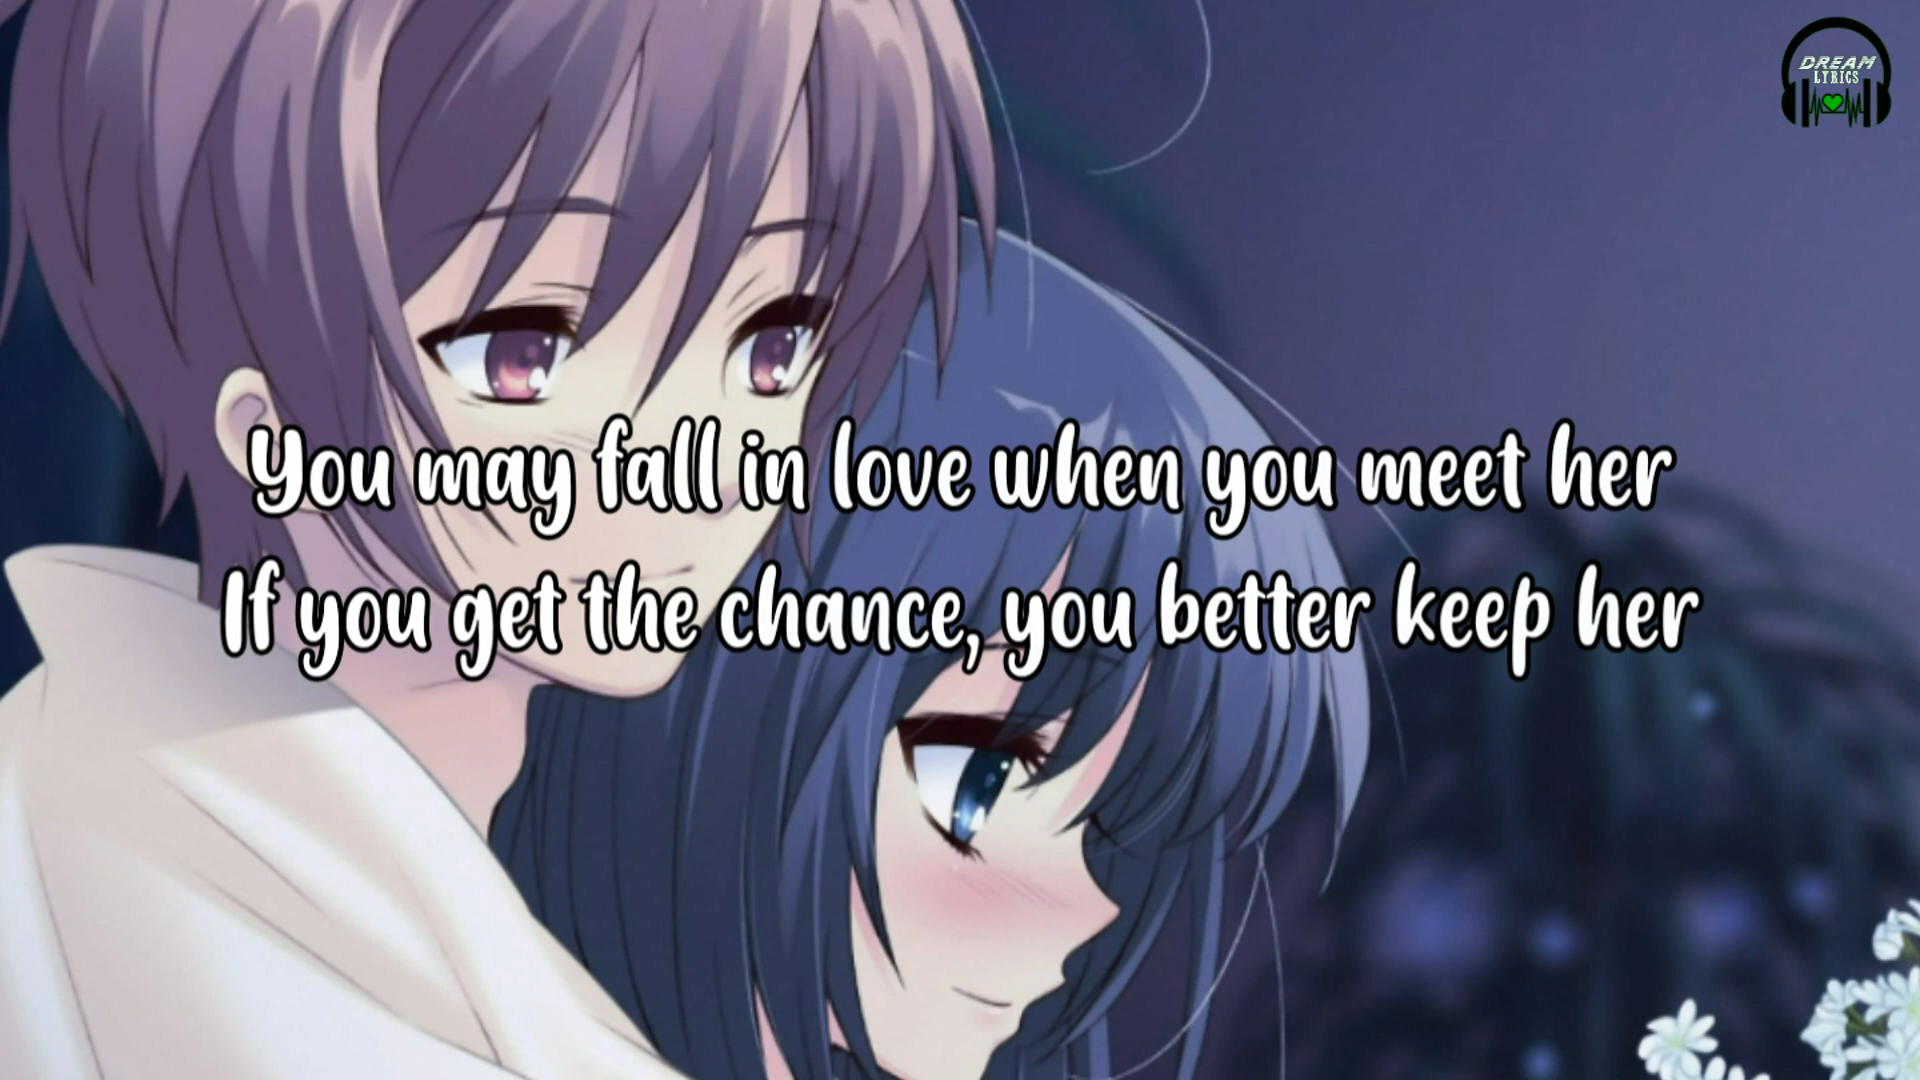 DREAM
LYRICS
You may fall in love when you meet her
If you get the chance, you better keep her